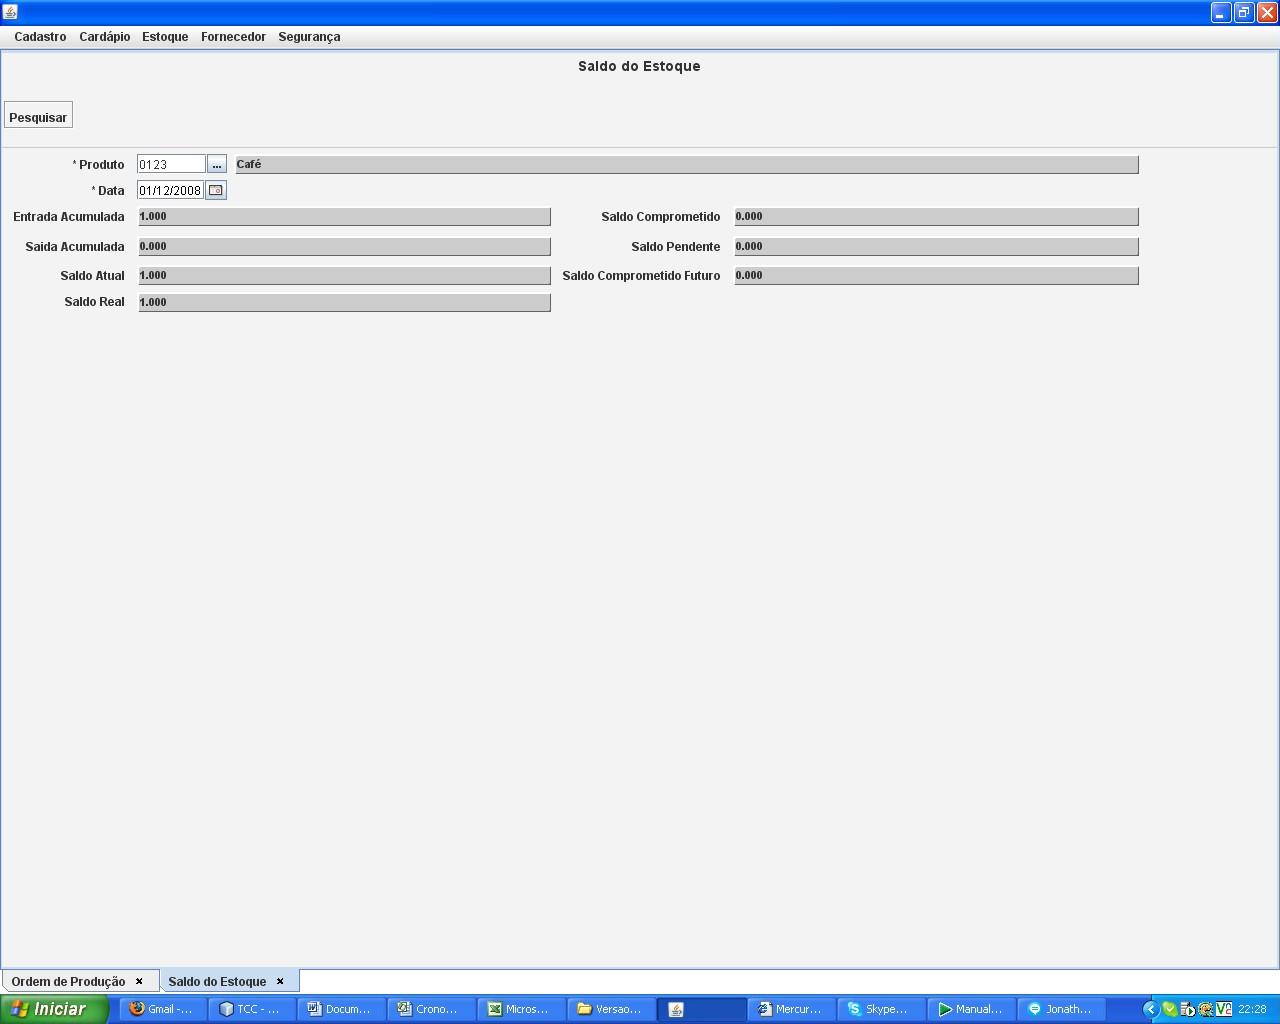 Cadastro Cardápio Estoque Fornecedor Segurança
Saldo do Estoque
Pesquisar
* Produto 0123 ... Café
* Data 01/12/2008
Entrada Acumulada 1.000 Saldo Comprometido 0.000
Saida Acumulada 0.000 Saldo Pendente 0.000
Saldo Atual 1.000 Saldo Comprometido Futuro 0.000
Saldo Real 1.000
Ordem de Produção × Saldo do Estoque ×
Iniciar Gmail -... TCC - ... Docum... Crono... Micros... Versao... Mercur... Skype... Manual... Jonath... 22:28